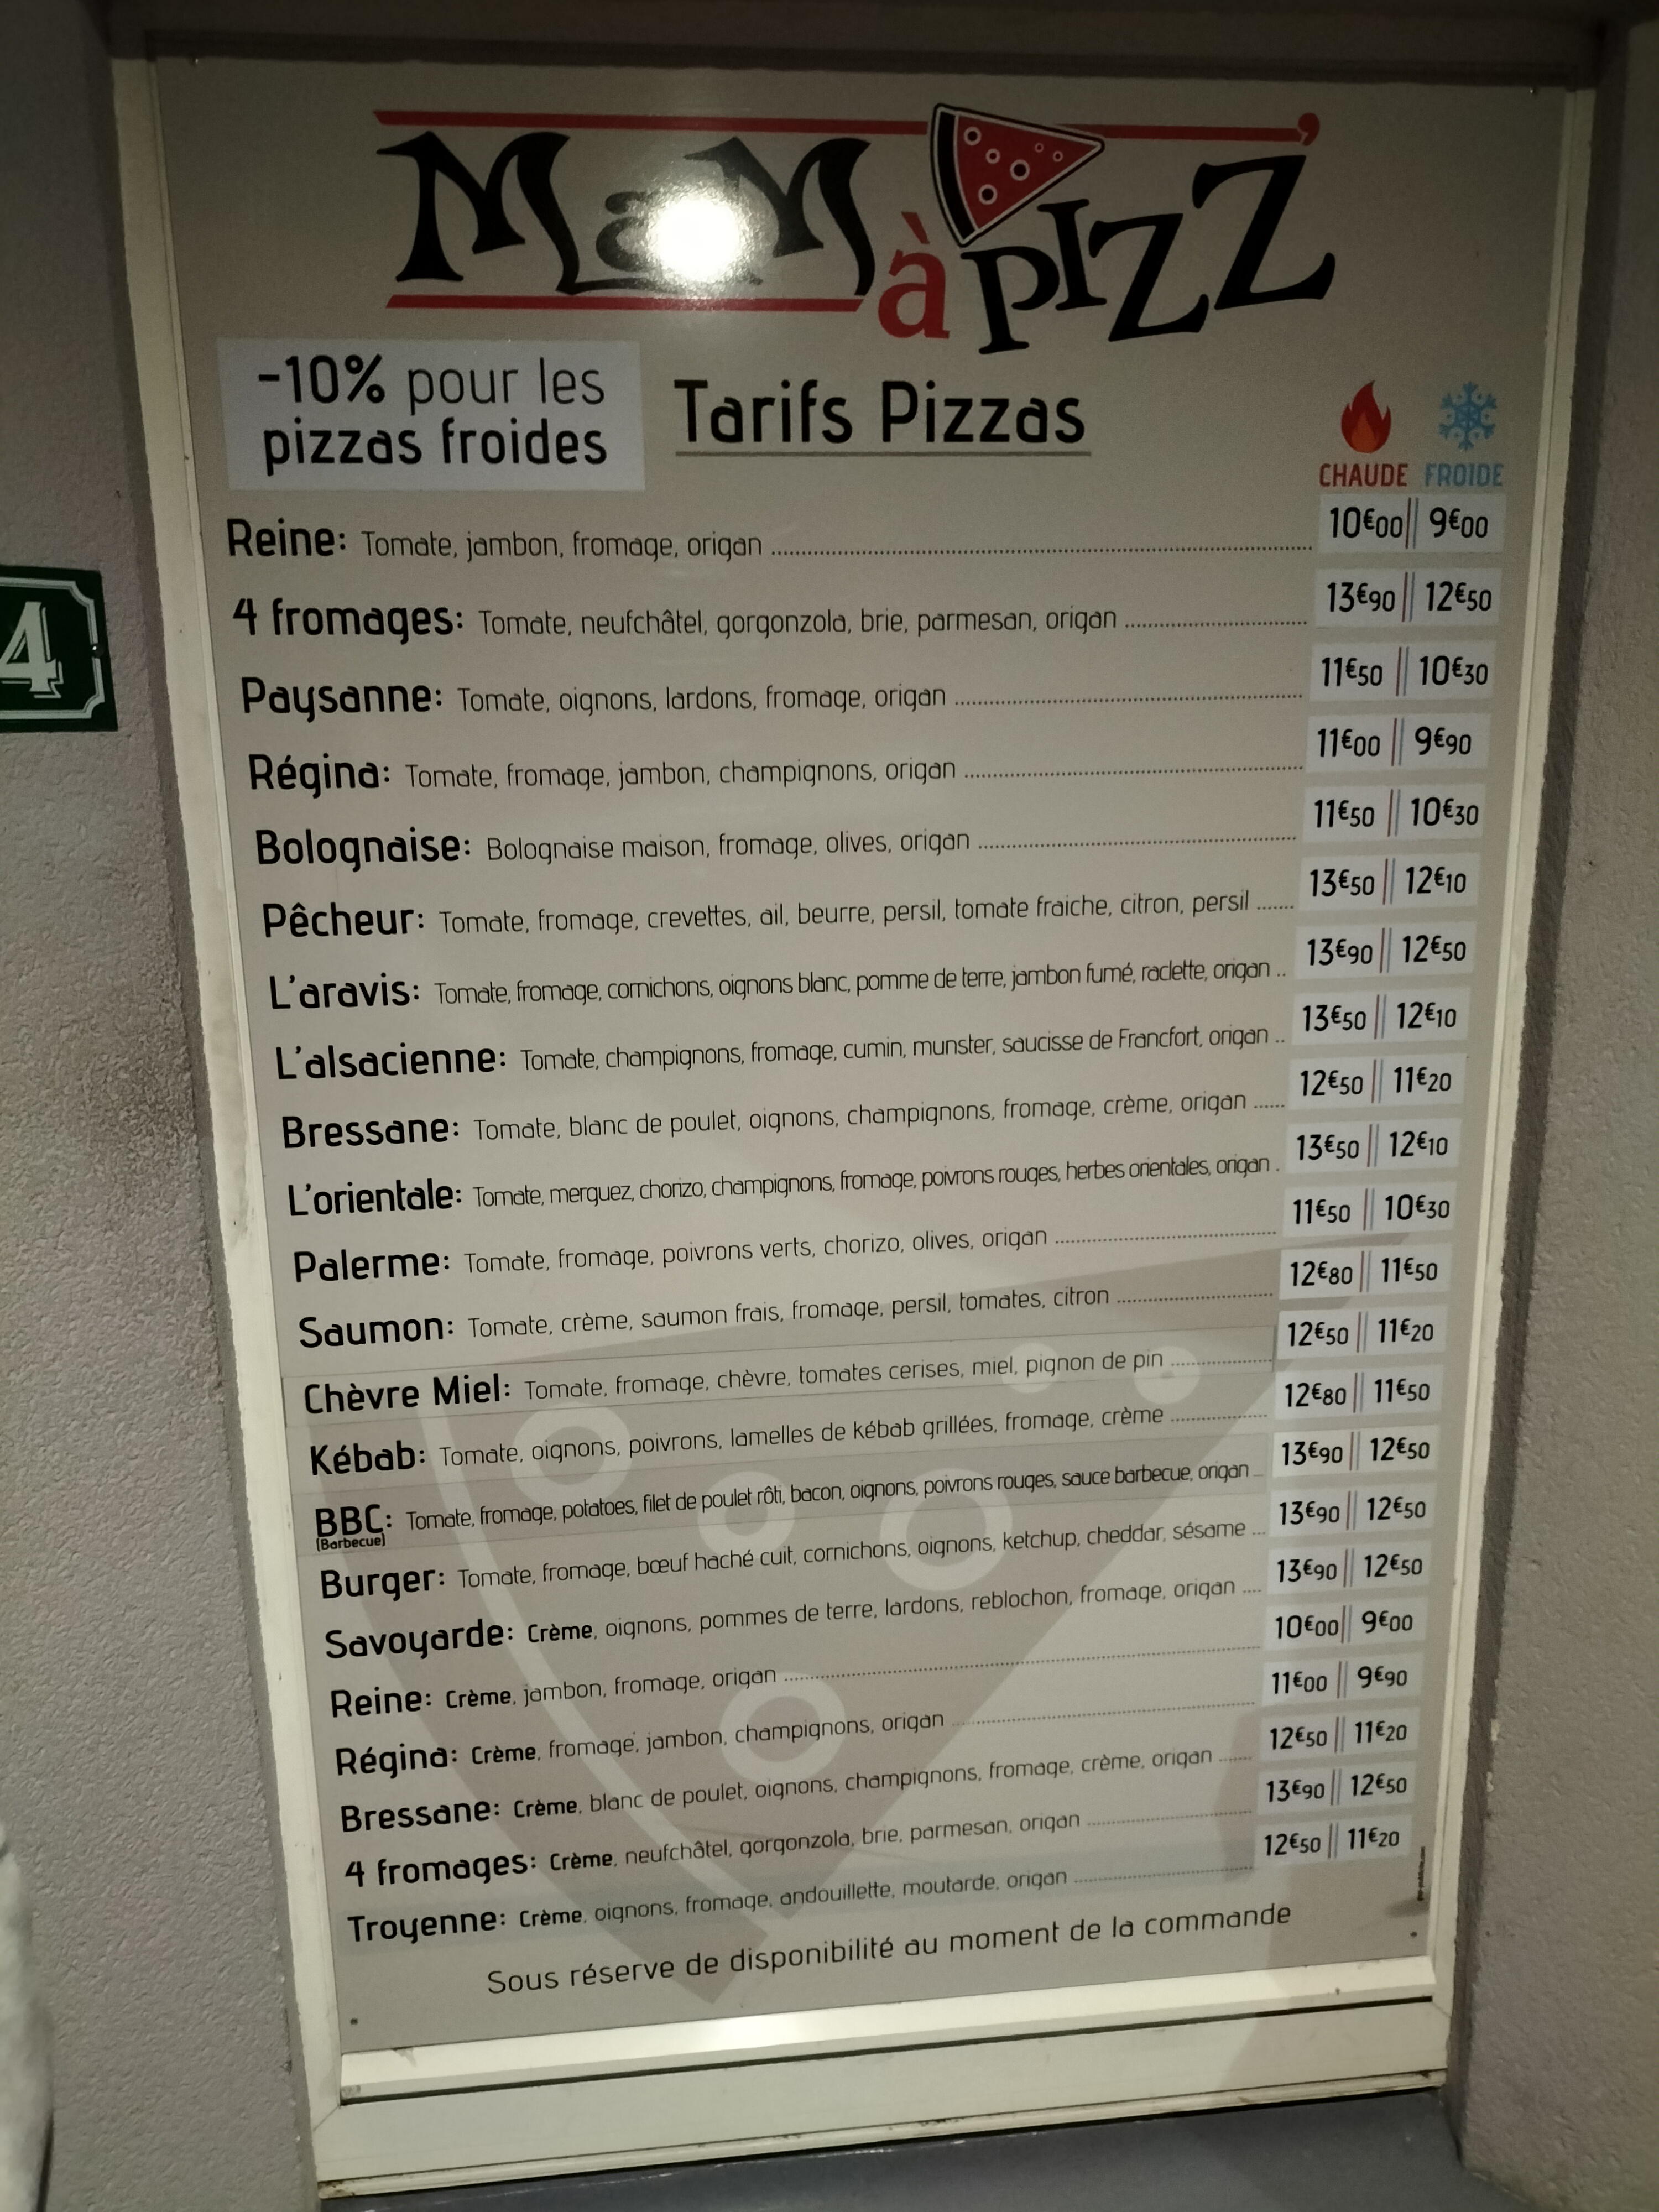 MaM à PIZZ'
-10% pour les
pizzas froides
Tarifs Pizzas
CHAUDE FROIDE
Reine: Tomate, jambon, fromage, origan 10€00 || 9€00
4 fromages: Tomate, neufchâtel, gorgonzola, brie, parmesan, origan 13€90 || 12€50
4
Paysanne: Tomate, oignons, lardons, fromage, origan 11€50 || 10€30
Régina: Tomate, fromage, jambon, champignons, origan 11€00 || 9€90
Bolognaise: Bolognaise maison, fromage, olives, origan 11€50 || 10€30
Pêcheur: Tomate, fromage, crevettes, ail, beurre, persil, tomate fraiche, citron, persil 13€50 || 12€10
L'aravis: Tomate, fromage, cornichons, oignons blanc, pomme de terre, jambon fumé, raclette, origan 13€90 || 12€50
L'alsacienne: Tomate, champignons, fromage, cumin, munster, saucisse de Francfort, origan 13€50 || 12€10
Bressane: Tomate, blanc de poulet, oignons, champignons, fromage, crème, origan 12€50 || 11€20
L'orientale: Tomate, merguez, chorizo, champignons, fromage, poivrons rouges, herbes orientales, origan 13€50 || 12€10
Palerme: Tomate, fromage, poivrons verts, chorizo, olives, origan 11€50 || 10€30
Saumon: Tomate, crème, saumon frais, fromage, persil, tomates, citron 12€80 || 11€50
Chèvre Miel: Tomate, fromage, chèvre, tomates cerises, miel, pignon de pin 12€50 || 11€20
Kébab: Tomate, oignons, poivrons, lamelles de kébab grillées, fromage, crème 12€80 || 11€50
BBC: Tomate, fromage, potatoes, filet de poulet rôti, bacon, oignons, poivrons rouges, sauce barbecue, origan 13€90 || 12€50
(Barbecue)
Burger: Tomate, fromage, bœuf haché cuit, cornichons, oignons, ketchup, cheddar, sésame 13€90 || 12€50
Savoyarde: Crème, oignons, pommes de terre, lardons, reblochon, fromage, origan 13€90 || 12€50
Reine: Crème, jambon, fromage, origan 10€00 || 9€00
Régina: Crème, fromage, jambon, champignons, origan 11€00 || 9€90
Bressane: Crème, blanc de poulet, oignons, champignons, fromage, crème, origan 12€50 || 11€20
4 fromages: Crème, neufchâtel, gorgonzola, brie, parmesan, origan 13€90 || 12€50
Troyenne: Crème, oignons, fromage, andouillette, moutarde, origan 12€50 || 11€20
Sous réserve de disponibilité au moment de la commande